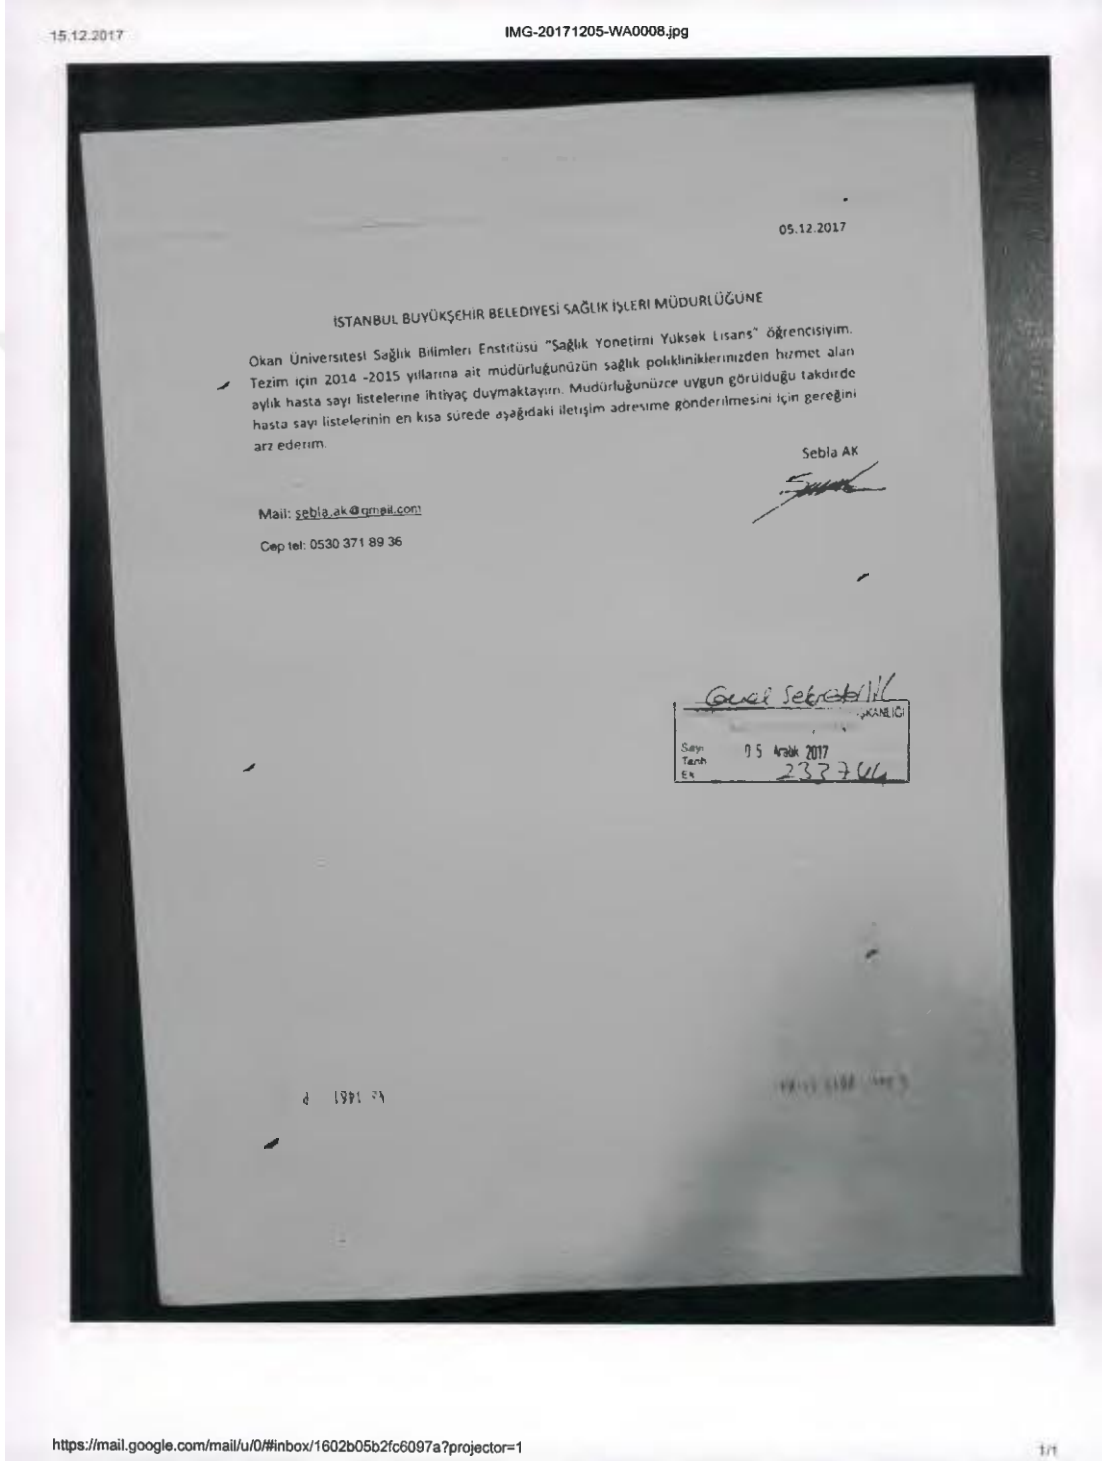 15.12.2017
IMG-20171205-WA0008.jpg
05.12.2017
İSTANBUL BÜYÜKŞEHİR BELEDİYESİ SAĞLIK İŞLERİ MÜDÜRLÜĞÜNE
Okan Üniversitesi Sağlık Bilimleri Enstitüsü "Sağlık Yönetimi Yüksek Lisans" öğrencisiyim.
Tezim için 2014 -2015 yıllarına ait müdürlüğünüzün sağlık polikliniklerinizden hizmet alan
aylık hasta sayı listelerine ihtiyaç duymaktayım. Müdürlüğünüzce uygun görüldüğü takdirde
hasta sayı listelerinin en kısa sürede aşağıdaki iletişim adresime gönderilmesini için gereğini
arz ederim.
Sebla AK
Mail: sebla.ak@gmail.com
Cep tel: 0530 371 89 36
Genel Sekreterlik
ŞKANLIĞI
Sayı
05 Aralık 2017
Tarih
Ek
https://mail.google.com/mail/u/0/#inbox/1602b05b2fc6097a?projector=1
1/1